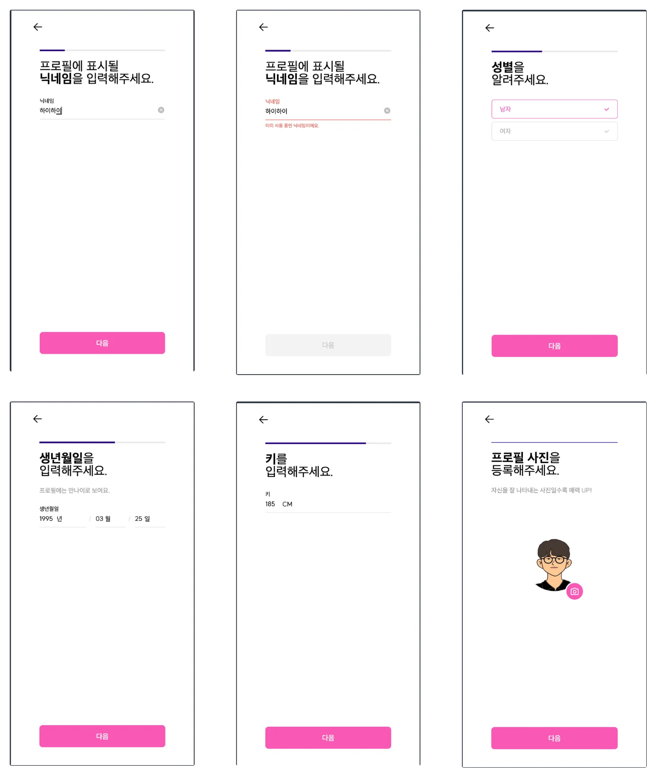 프로필에 표시될
닉네임을 입력해주세요.
닉네임
하이하이
다음
프로필에 표시될
닉네임을 입력해주세요.
닉네임
하이하이
이미 사용 중인 닉네임이에요.
다음
성별을
알려주세요.
남자
여자
다음
생년월일을
입력해주세요.
프로필에는 만나이로 보여요.
생년월일
1995 년 / 03 월 / 25 일
다음
키를
입력해주세요.
키
185 CM
다음
프로필 사진을
등록해주세요.
자신을 잘 나타내는 사진일수록 매력 UP!
다음